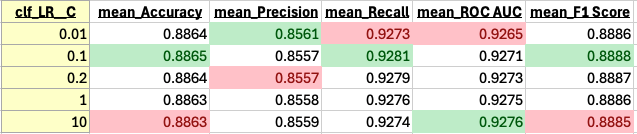 clf_LR__C mean_Accuracy mean_Precision mean_Recall mean_ROC AUC mean_F1 Score
0.01 0.8864 0.8561 0.9273 0.9265 0.8886
0.1 0.8865 0.8557 0.9281 0.9271 0.8888
0.2 0.8864 0.8557 0.9279 0.9273 0.8887
1 0.8863 0.8558 0.9276 0.9275 0.8886
10 0.8863 0.8559 0.9274 0.9276 0.8885